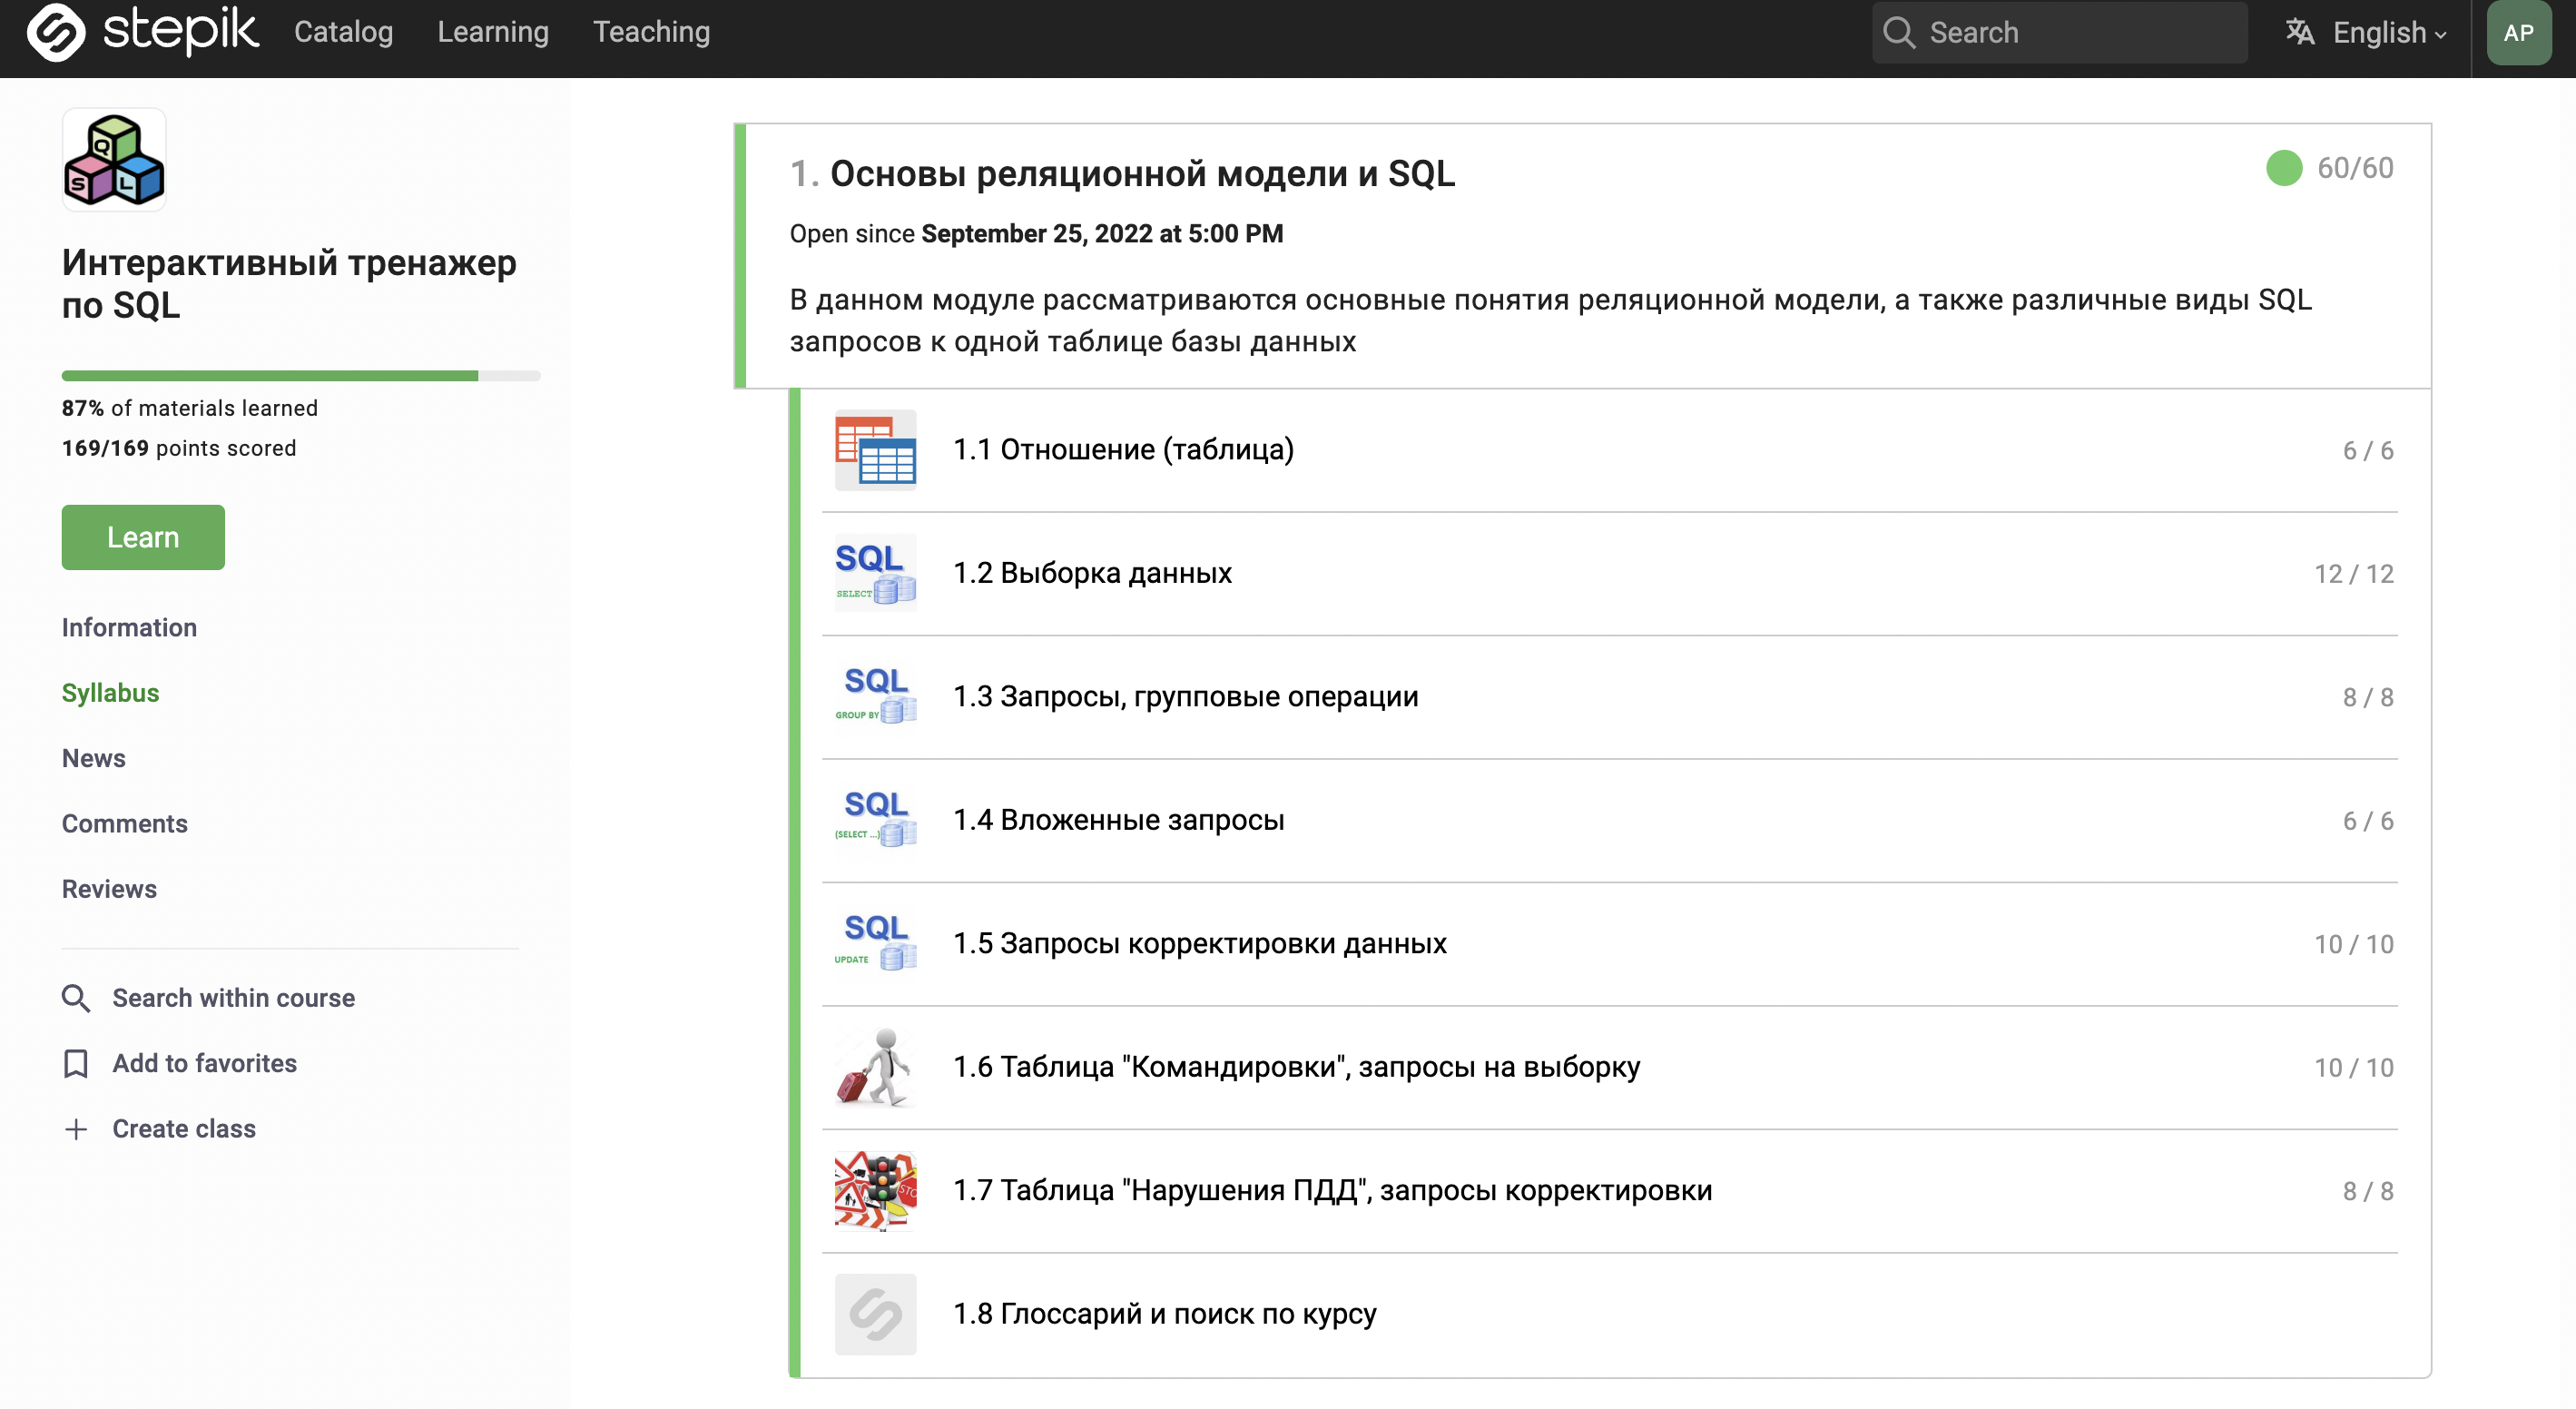 stepik Catalog Learning Teaching Search English AP
Q
S L
Интерактивный тренажер
по SQL
87% of materials learned
169/169 points scored
Learn
Information
Syllabus
News
Comments
Reviews
Search within course
Add to favorites
Create class
1. Основы реляционной модели и SQL 60/60
Open since September 25, 2022 at 5:00 PM
В данном модуле рассматриваются основные понятия реляционной модели, а также различные виды SQL
запросов к одной таблице базы данных
1.1 Отношение (таблица) 6 / 6
SQL
SELECT
1.2 Выборка данных 12 / 12
SQL
GROUP BY
1.3 Запросы, групповые операции 8 / 8
SQL
(SELECT ...)
1.4 Вложенные запросы 6 / 6
SQL
UPDATE
1.5 Запросы корректировки данных 10 / 10
1.6 Таблица "Командировки", запросы на выборку 10 / 10
STO
1.7 Таблица "Нарушения ПДД", запросы корректировки 8 / 8
1.8 Глоссарий и поиск по курсу